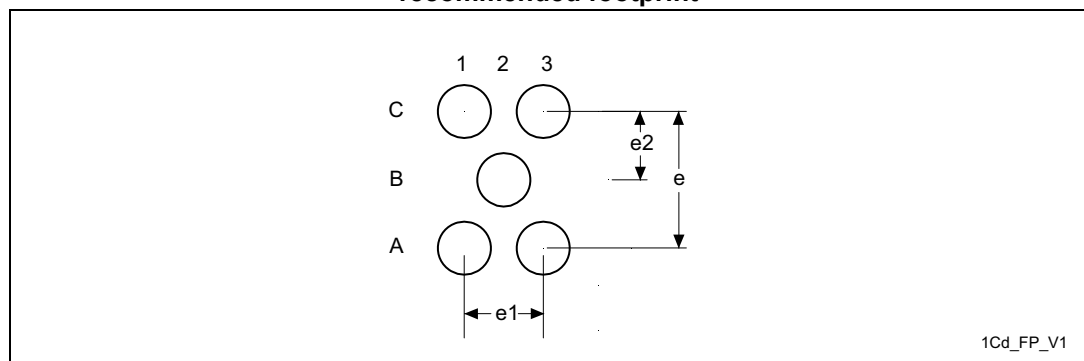 recommended footprint
1 2 3
C
e2
B
e
A
e1
1Cd_FP_V1